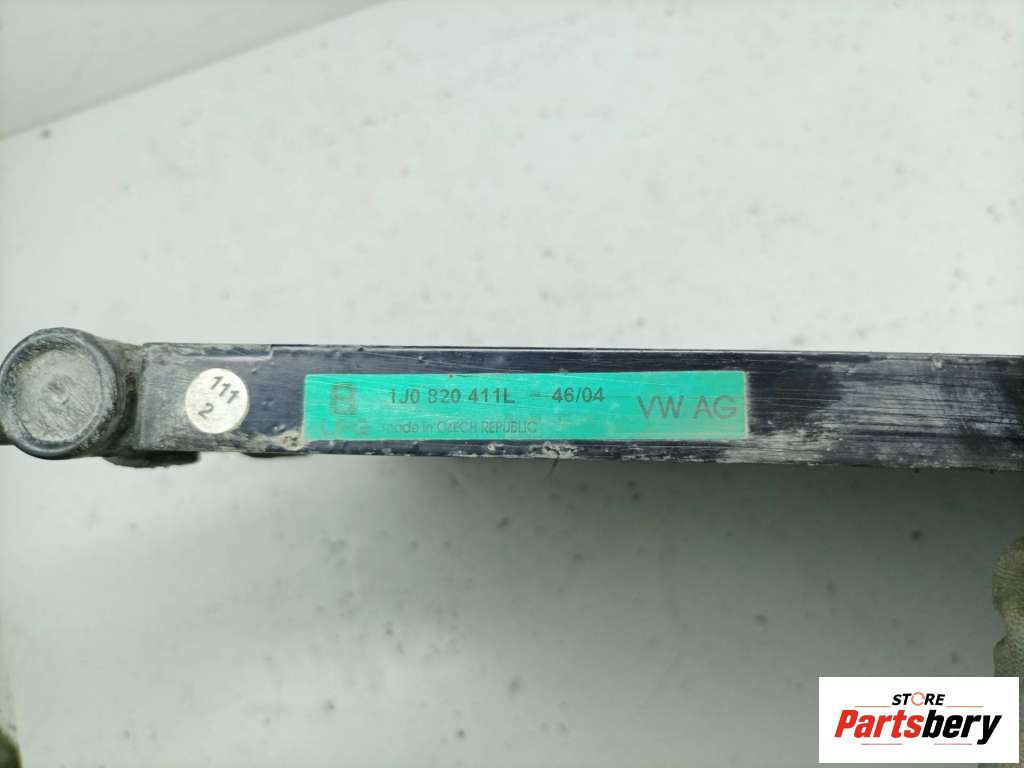 111
2
1J0 820 411L - 46/04
made in CZECH REPUBLIC
VW AG
STORE
Partsbery